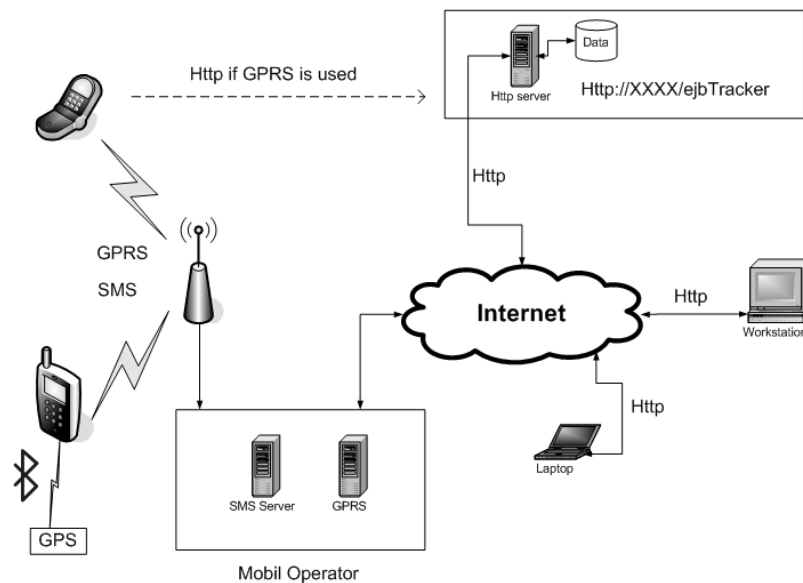 Http if GPRS is used
Data
Http server
Http://XXXX/ejbTracker
Http
GPRS
SMS
Internet
Http
Workstation
Http
Laptop
SMS Server
GPRS
GPS
Mobil Operator